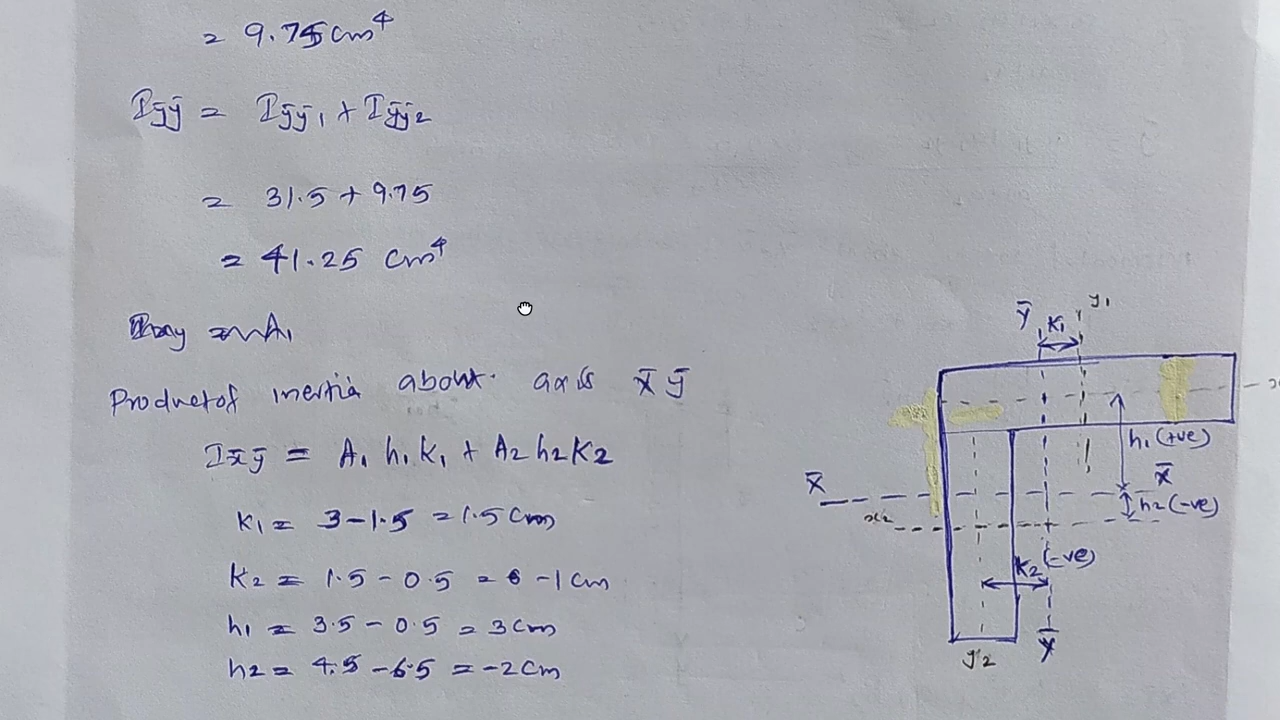 = 9.75 cm⁴
Iȳȳ = Iȳȳ₁ + Iȳȳ₂
= 31.5 + 9.75
= 41.25 cm⁴
A₁
Product of inertia about axis x̄ ȳ
Ix̄ȳ = A₁ h₁ K₁ + A₂ h₂ K₂
K₁ = 3 - 1.5 = 1.5 cm
K₂ = 1.5 - 0.5 = -1 cm
h₁ = 3.5 - 0.5 = 3 cm
h₂ = 4.5 - 6.5 = -2 cm
y₁
Ȳ K₁
h₁ (+ve)
X̄ X̄
h₂ (-ve)
x₂
K₂ (-ve)
Ȳ
y₂